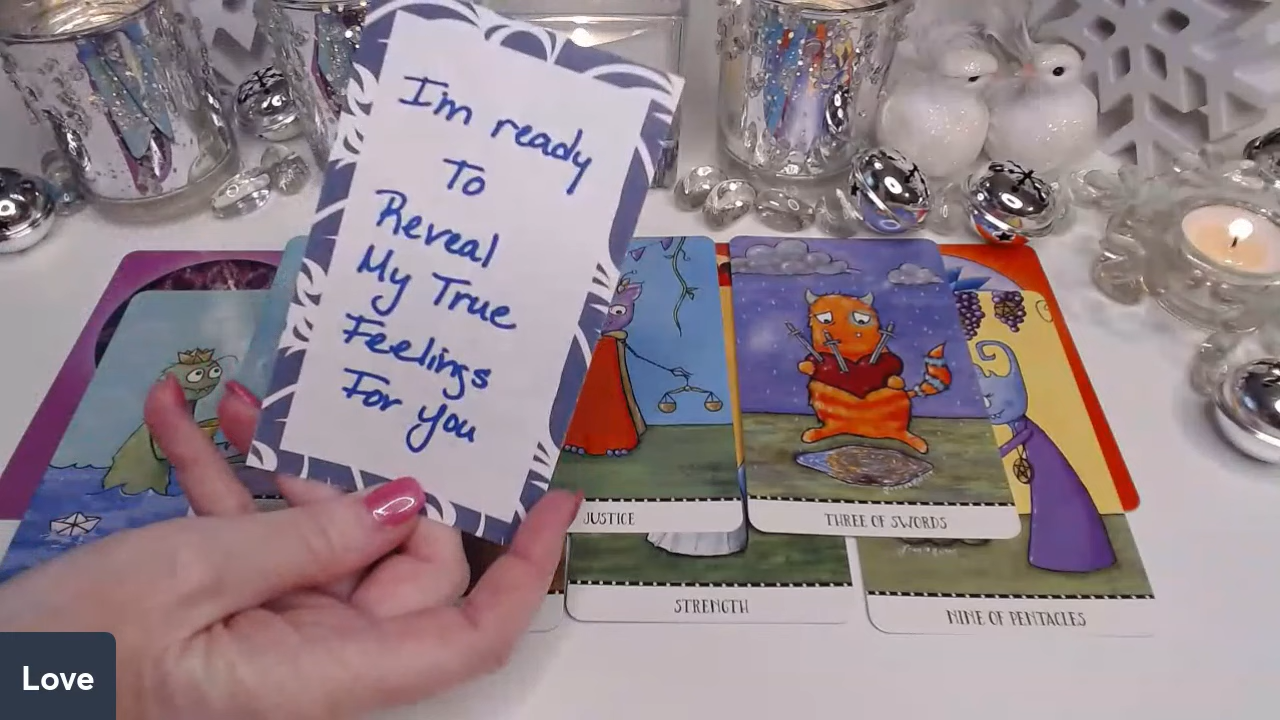 I'm ready
To
Reveal
My True
Feelings
For You
JUSTICE
THREE OF SWORDS
STRENGTH
NINE OF PENTACLES
Love